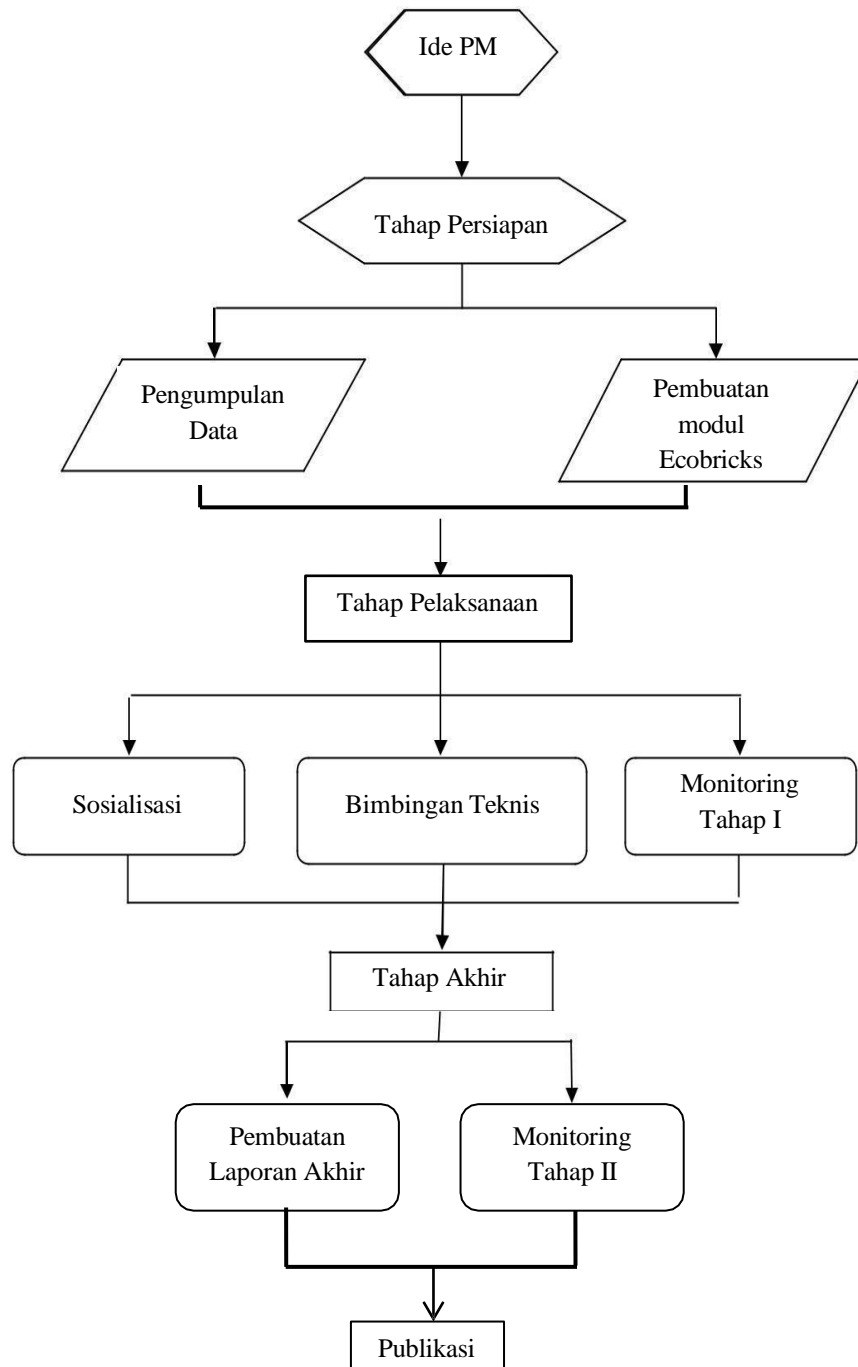 Ide PM
Tahap Persiapan
Pengumpulan
Data
Pembuatan
modul
Ecobricks
Tahap Pelaksanaan
Sosialisasi
Bimbingan Teknis
Monitoring
Tahap I
Tahap Akhir
Pembuatan
Laporan Akhir
Monitoring
Tahap II
Publikasi